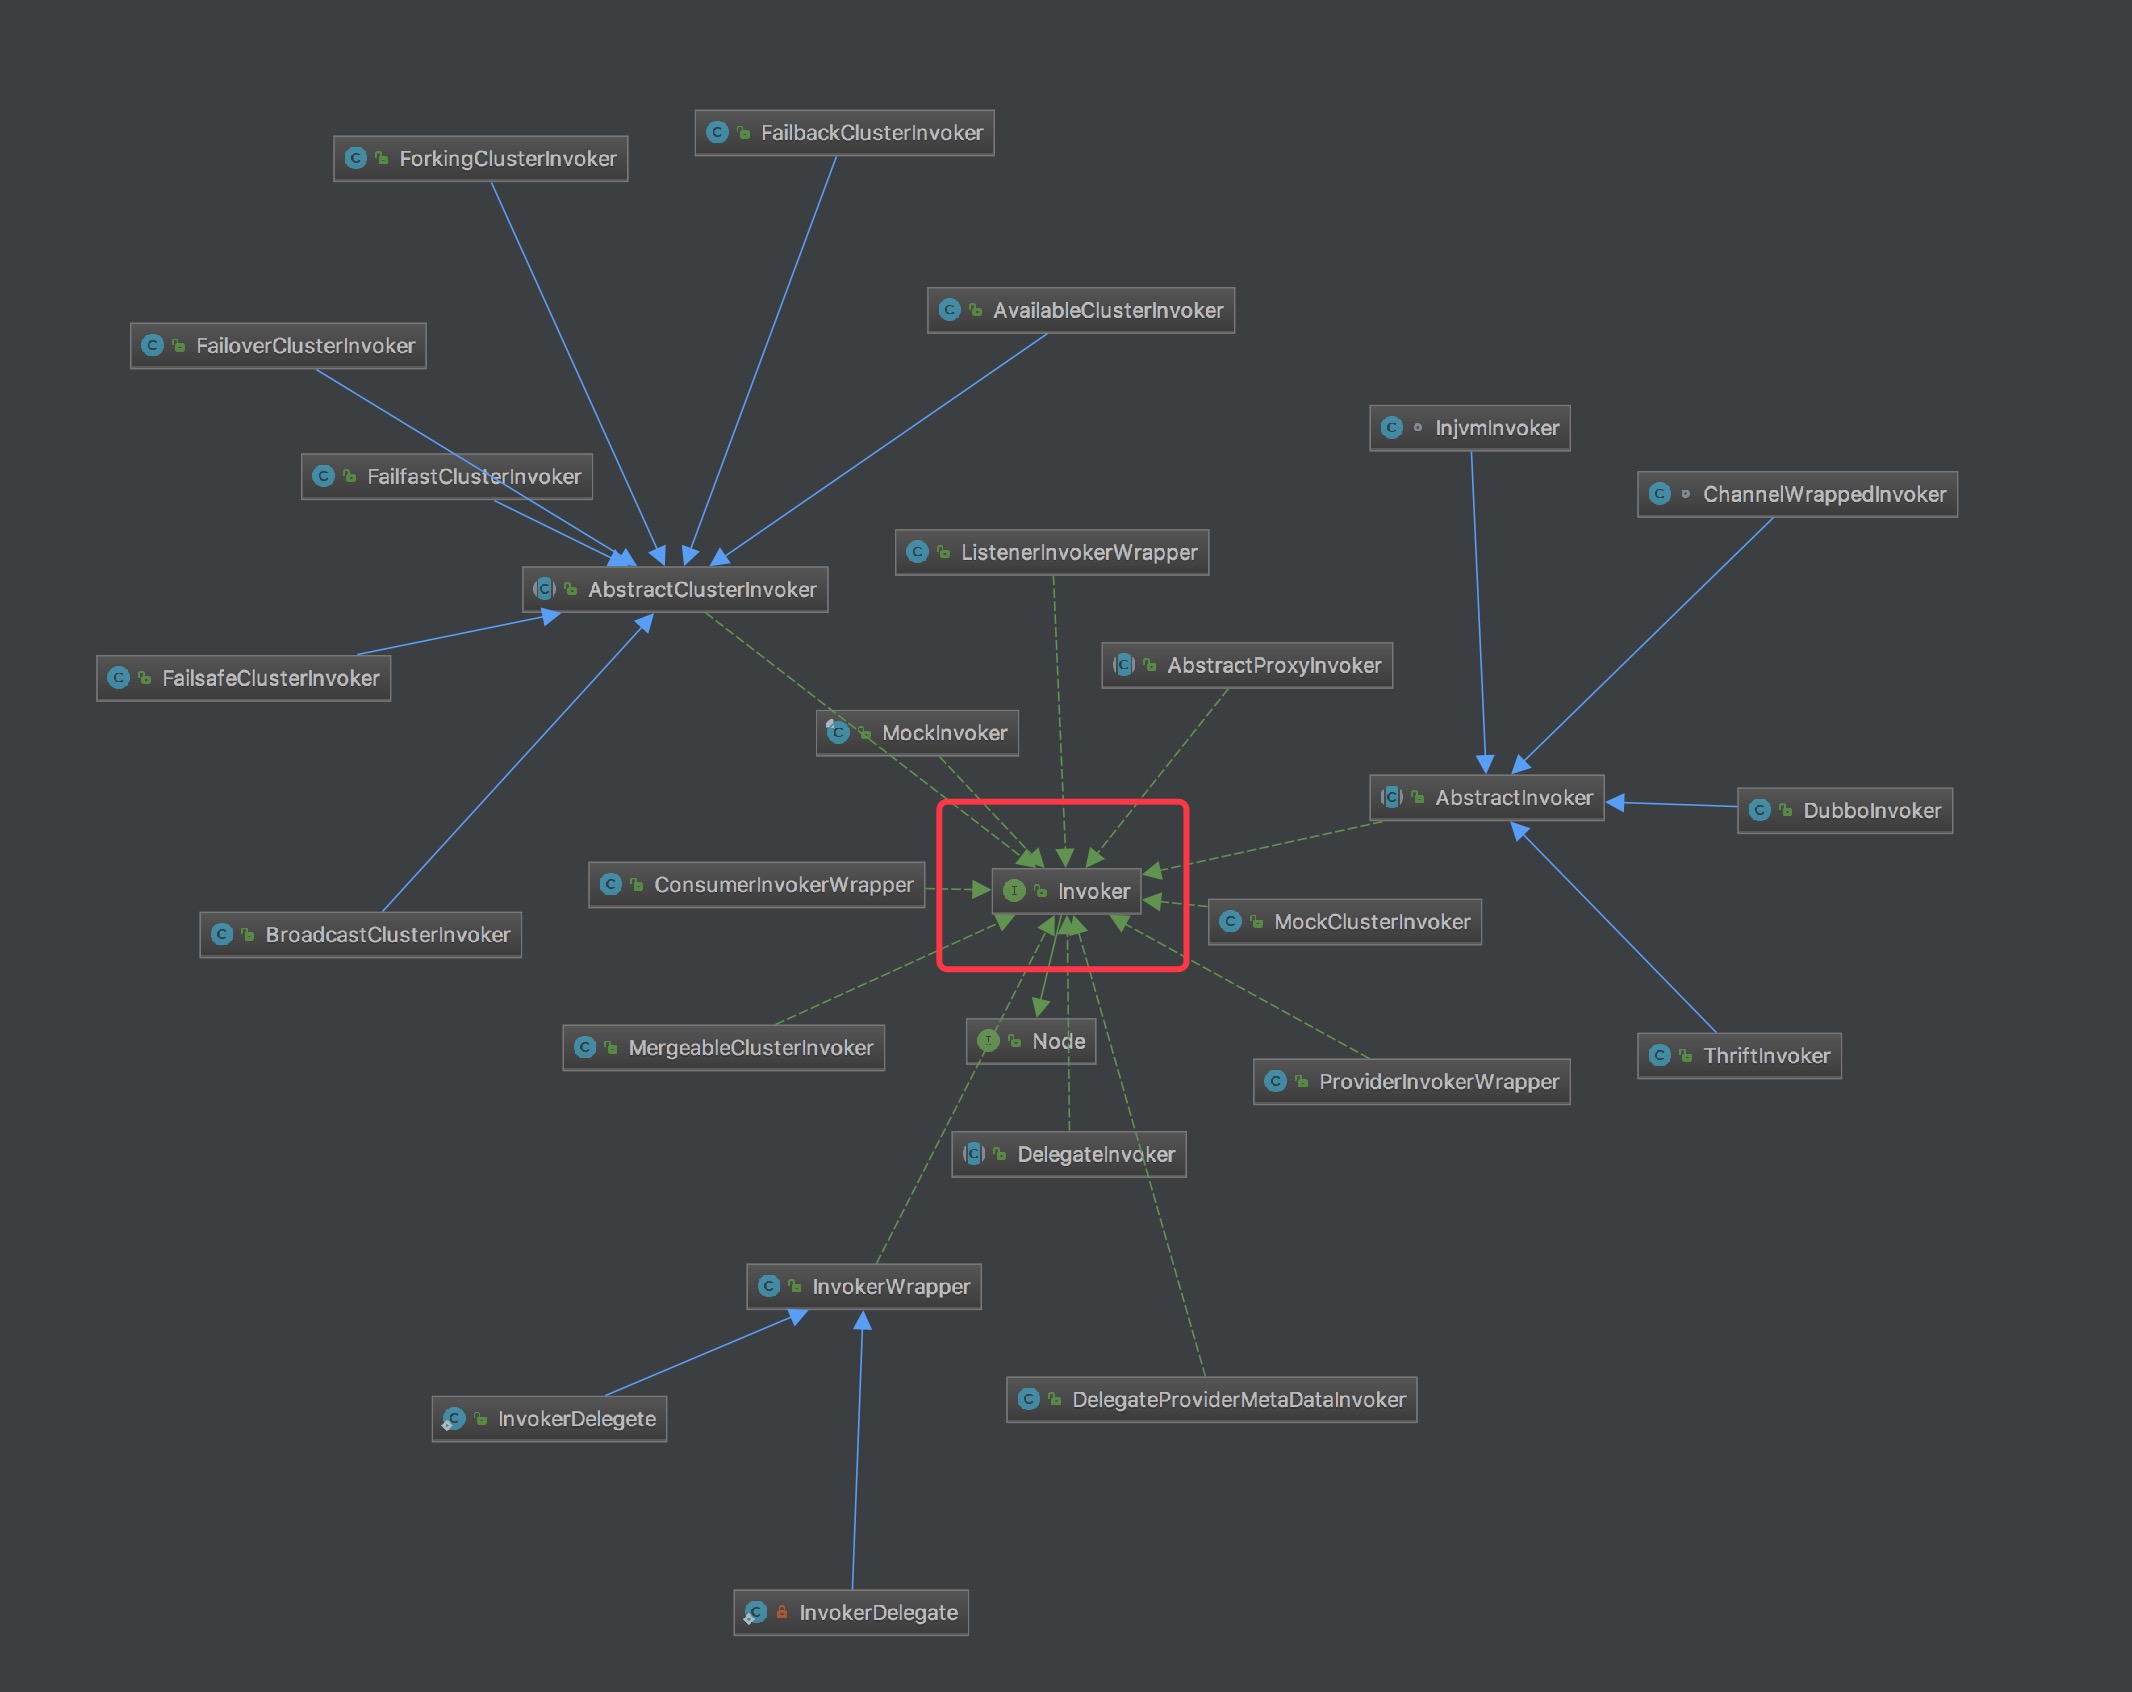 FailbackClusterInvoker
ForkingClusterInvoker
AvailableClusterInvoker
FailoverClusterInvoker
InjvmInvoker
FailfastClusterInvoker
ChannelWrappedInvoker
ListenerInvokerWrapper
AbstractClusterInvoker
AbstractProxyInvoker
FailsafeClusterInvoker
MockInvoker
AbstractInvoker
DubboInvoker
ConsumerInvokerWrapper
Invoker
MockClusterInvoker
BroadcastClusterInvoker
Node
MergeableClusterInvoker
ThriftInvoker
ProviderInvokerWrapper
DelegateInvoker
InvokerWrapper
DelegateProviderMetaDataInvoker
InvokerDelegete
InvokerDelegate